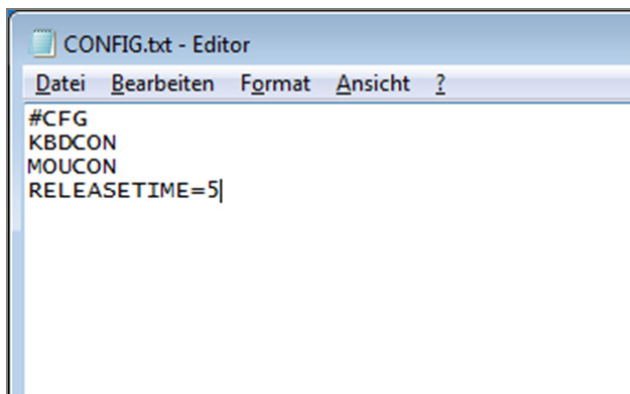 CONFIG.txt - Editor
Datei Bearbeiten Format Ansicht ?
#CFG
KBDCON
MOUCON
RELEASETIME=5